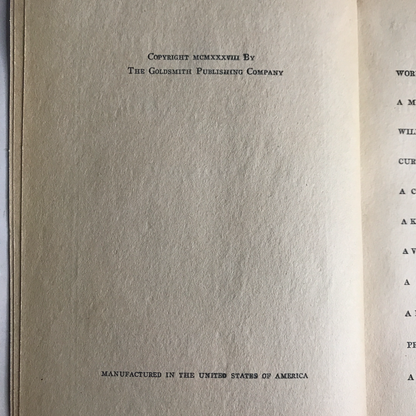 Copyright MCMXXXVIII By
The Goldsmith Publishing Company
MANUFACTURED IN THE UNITED STATES OF AMERICA
A
A
A